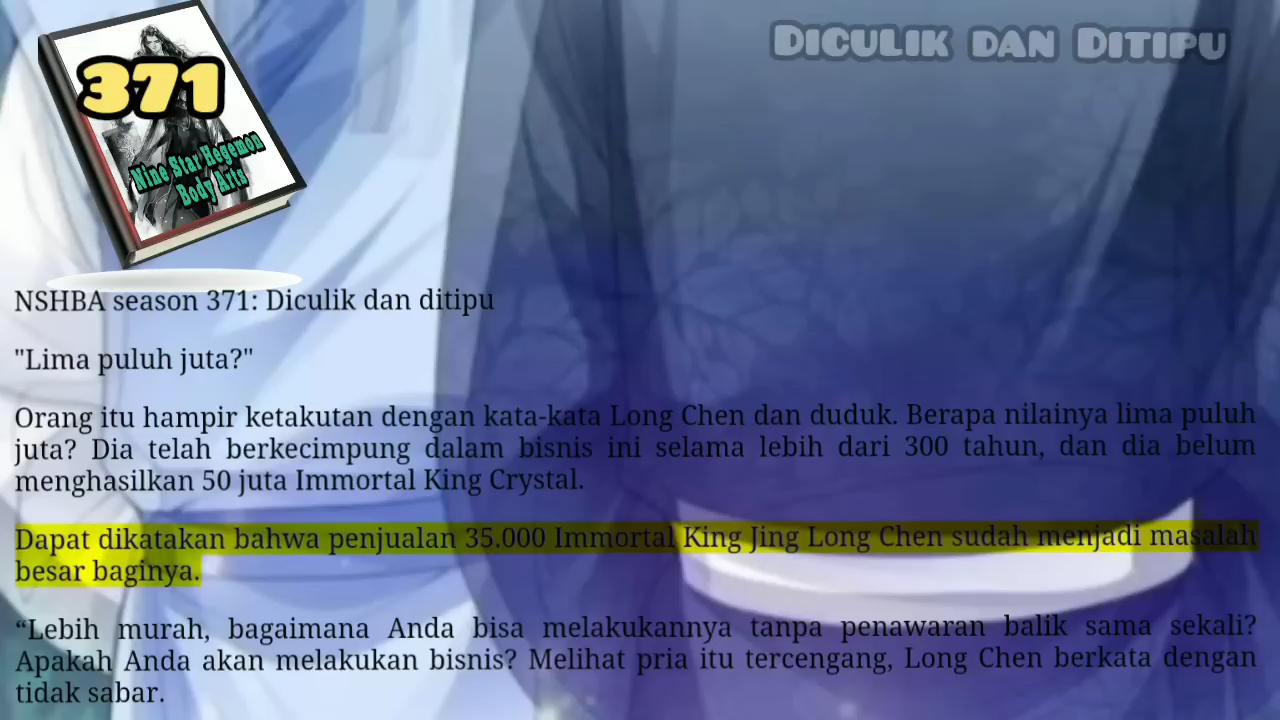 Diculik dan Ditipu
371
Nine Star Hegemon
Body Arts
NSHBA season 371: Diculik dan ditipu
"Lima puluh juta?"
Orang itu hampir ketakutan dengan kata-kata Long Chen dan duduk. Berapa nilainya lima puluh
juta? Dia telah berkecimpung dalam bisnis ini selama lebih dari 300 tahun, dan dia belum
menghasilkan 50 juta Immortal King Crystal.
Dapat dikatakan bahwa penjualan 35.000 Immortal King Jing Long Chen sudah menjadi masalah
besar baginya.
“Lebih murah, bagaimana Anda bisa melakukannya tanpa penawaran balik sama sekali?
Apakah Anda akan melakukan bisnis? Melihat pria itu tercengang, Long Chen berkata dengan
tidak sabar.